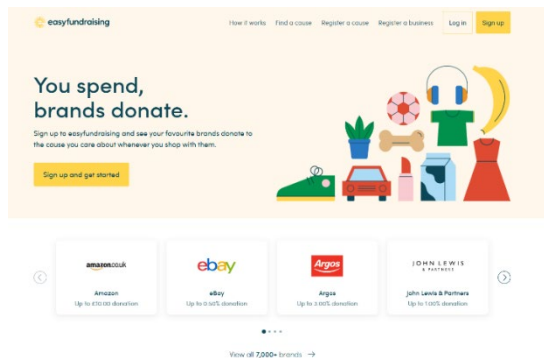 easyfundraising
How it works Find a cause Register a cause Register a business Log in Sign up
You spend,
brands donate.
Sign up to easyfundraising and see your favourite brands donate to
the cause you care about whenever you shop with them.
Sign up and get started
amazon.co.uk
Amazon
Up to £10.00 donation
ebay
eBay
Up to 0.50% donation
Argos
Argos
Up to 3.00% donation
JOHN LEWIS
& PARTNERS
John Lewis & Partners
Up to 1.00% donation
View all 7,000+ brands →